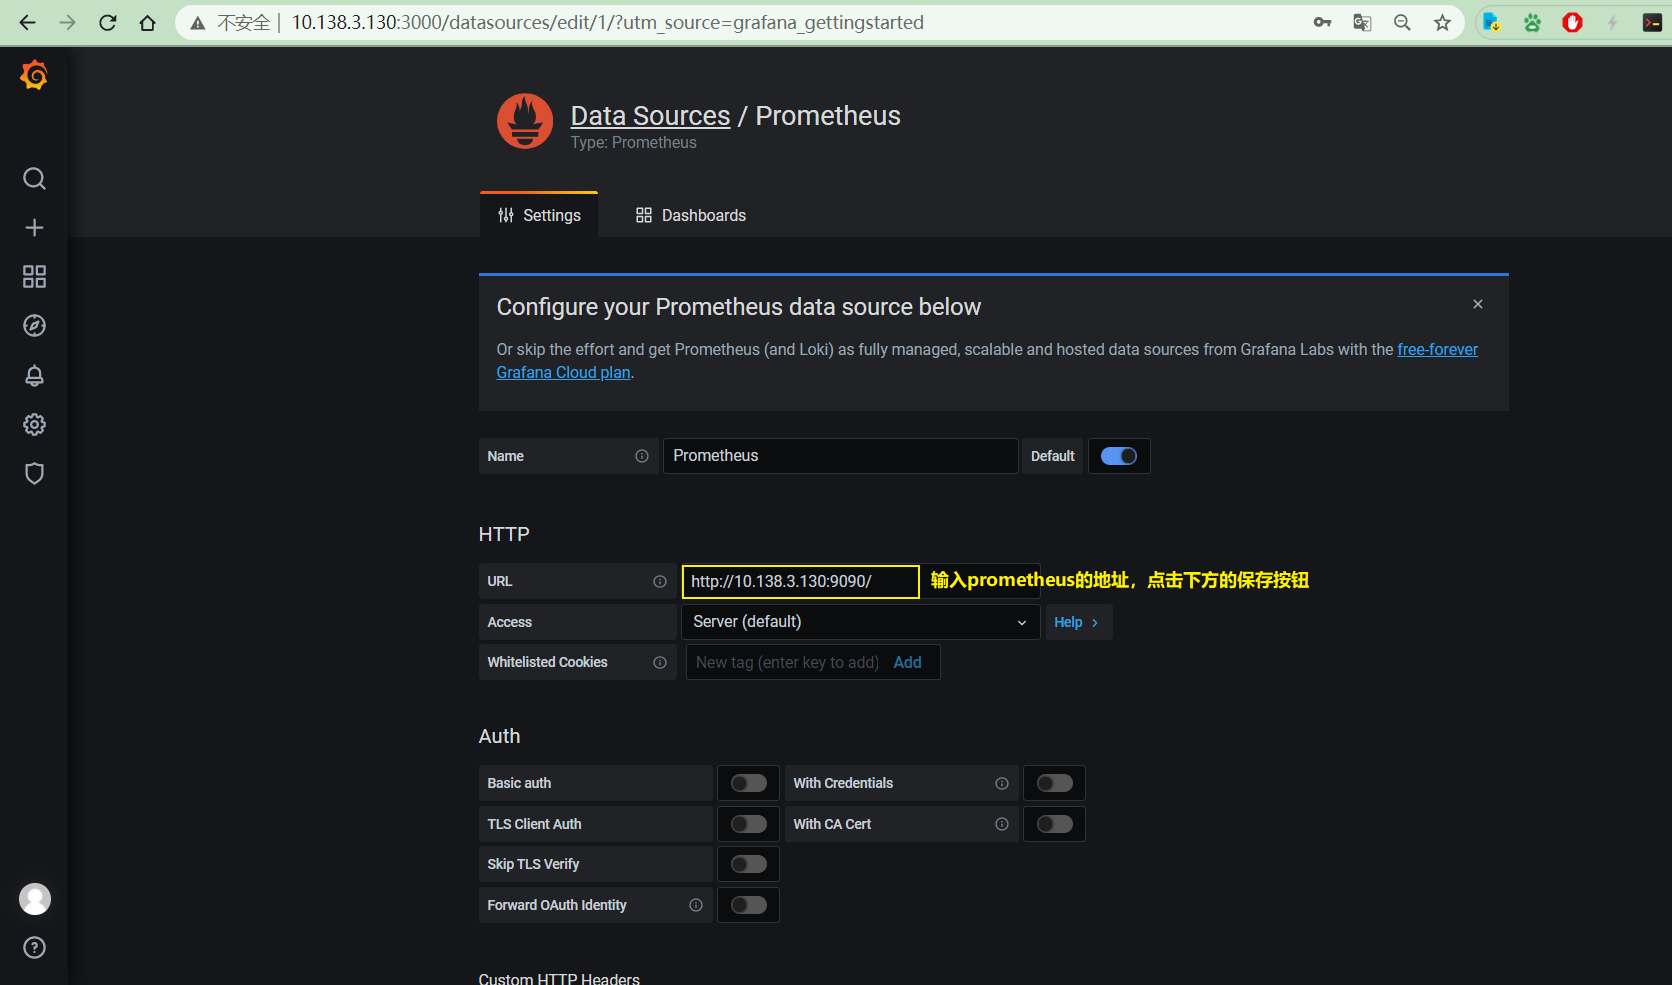 不安全 | 10.138.3.130:3000/datasources/edit/1/?utm_source=grafana_gettingstarted
Data Sources / Prometheus
Type: Prometheus
Settings
Dashboards
Configure your Prometheus data source below
Or skip the effort and get Prometheus (and Loki) as fully managed, scalable and hosted data sources from Grafana Labs with the free-forever
Grafana Cloud plan.
Name
Prometheus
Default
HTTP
URL
http://10.138.3.130:9090/
输入prometheus的地址，点击下方的保存按钮
Access
Server (default)
Help
Whitelisted Cookies
New tag (enter key to add)
Add
Auth
Basic auth
With Credentials
TLS Client Auth
With CA Cert
Skip TLS Verify
Forward OAuth Identity
Custom HTTP Headers